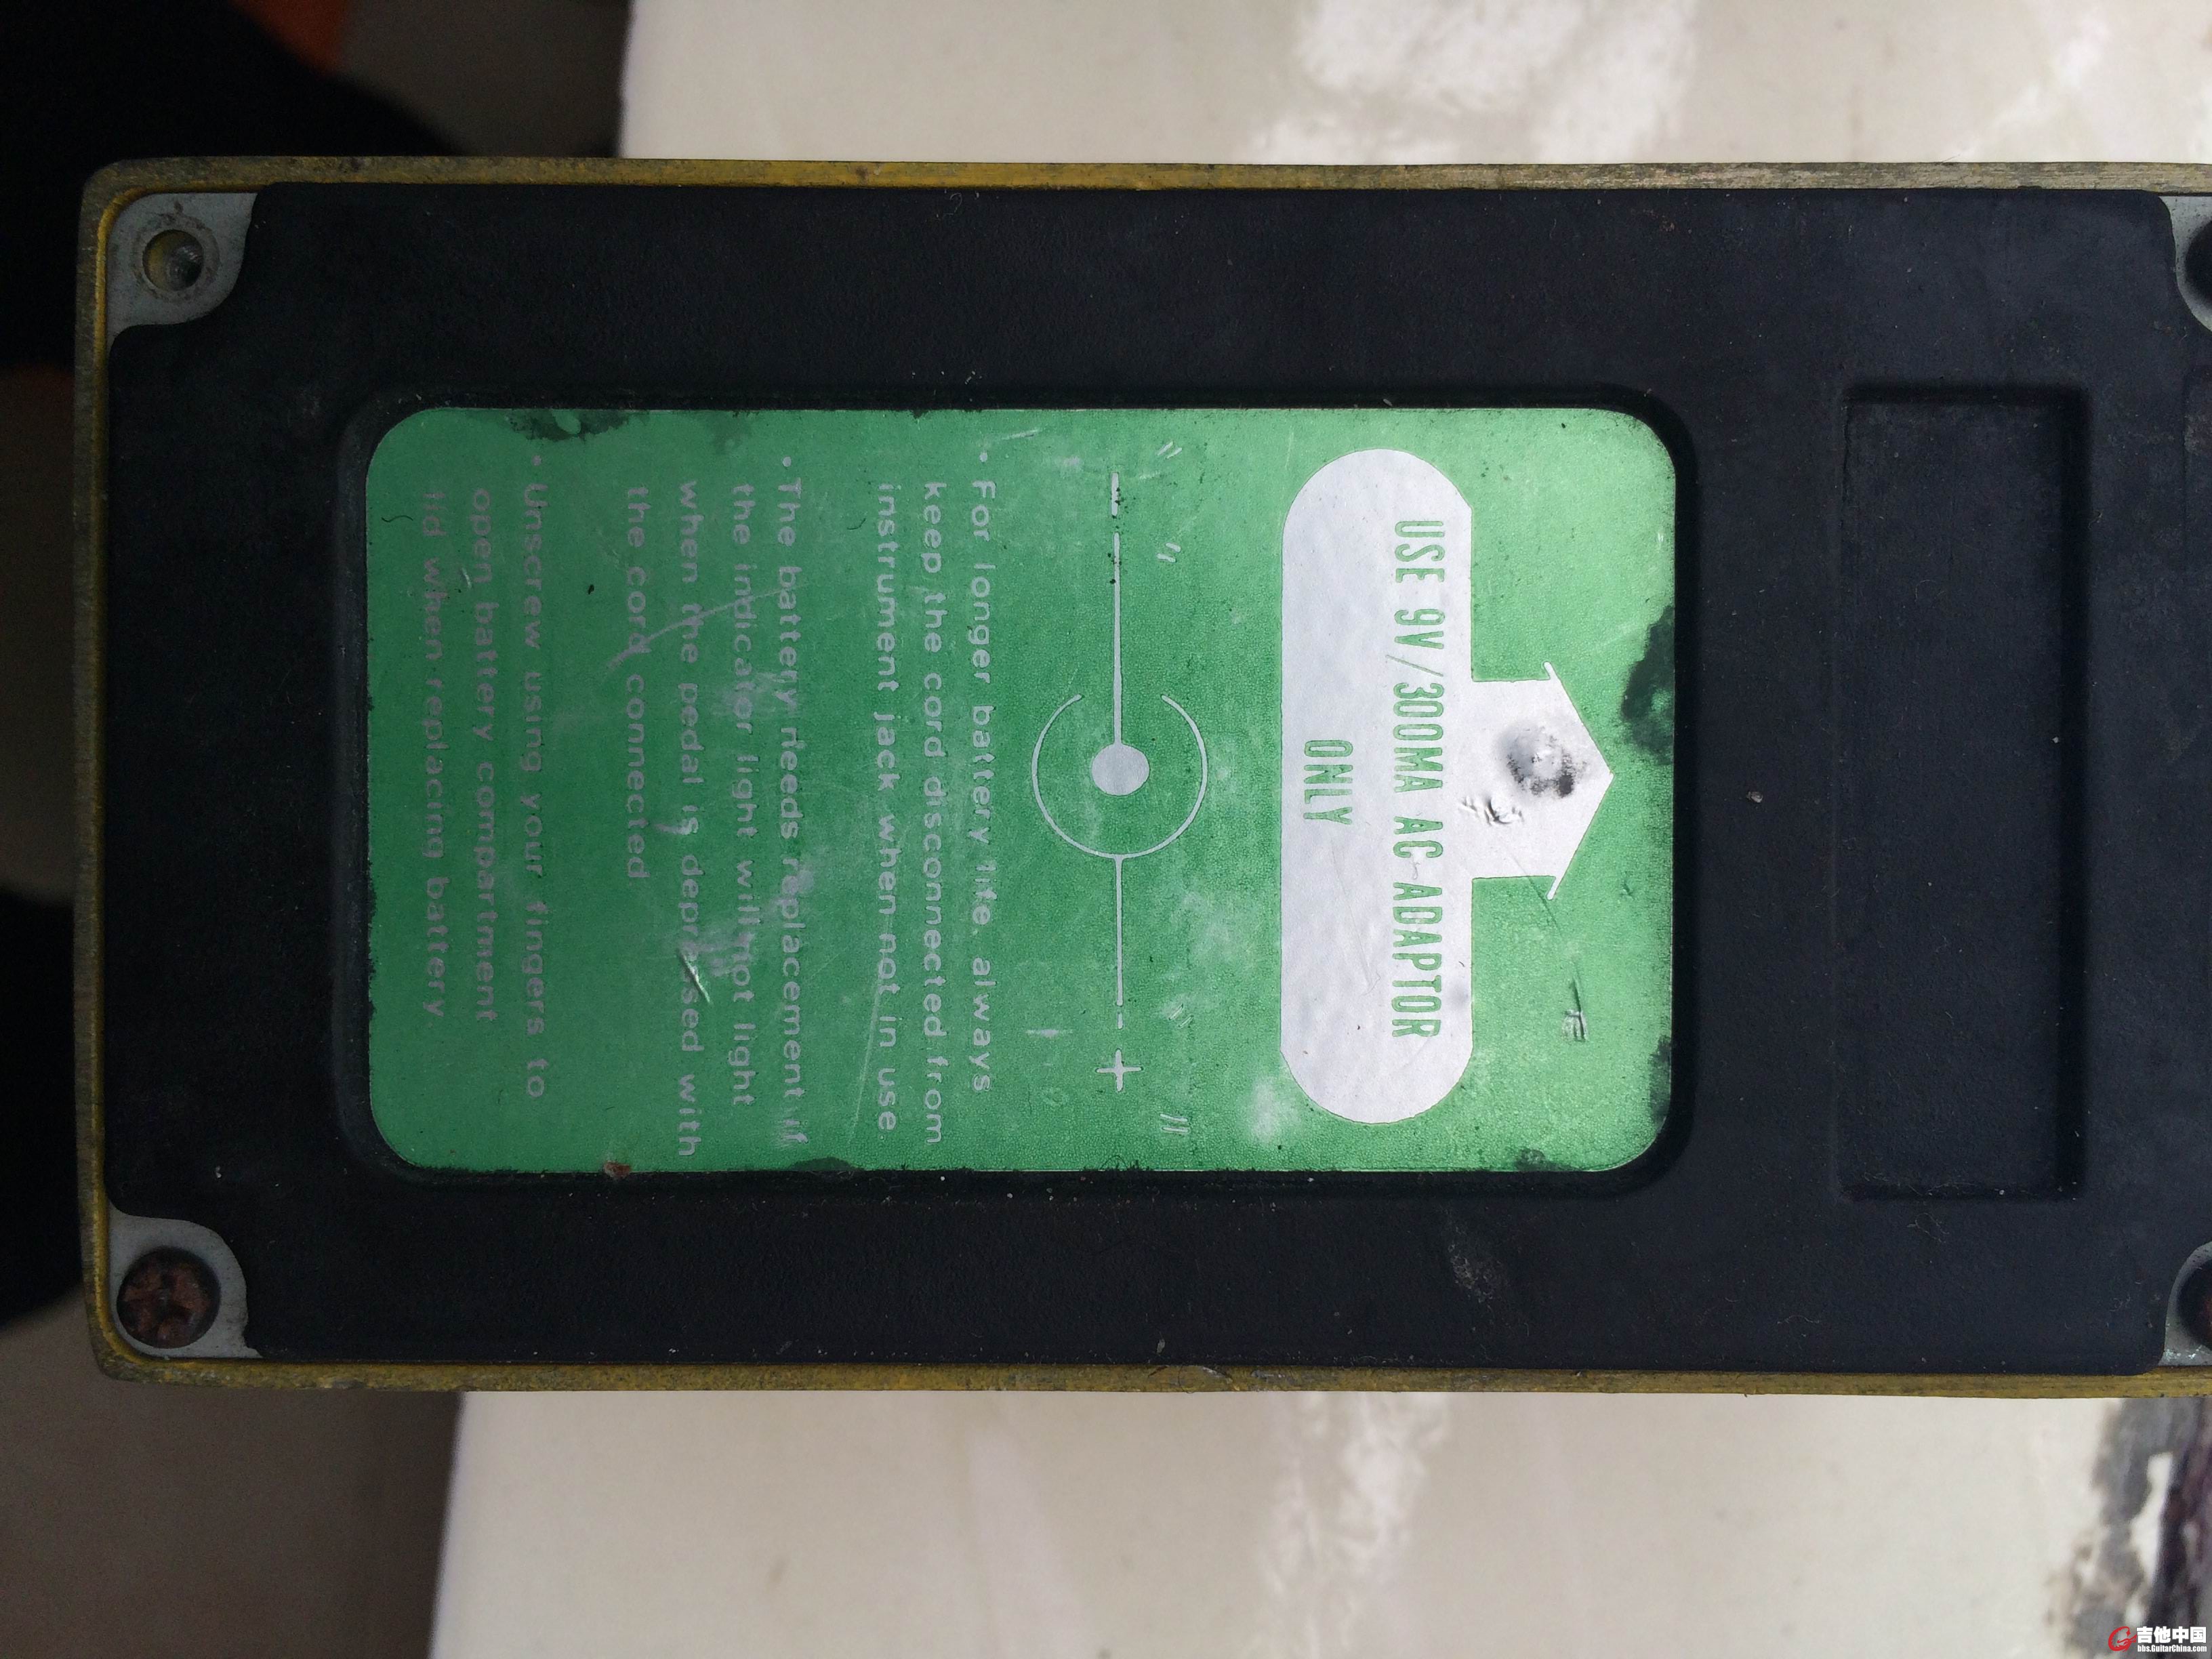 USE 9V/300MA AC ADAPTOR
ONLY
- +
• For longer battery life, always
keep the cord disconnected from
instrument jack when not in use.
• The battery needs replacement if
the indicator light will not light
when the pedal is depressed with
the cord connected
• Unscrew using your fingers to
open battery compartment
lid when replacing battery.
吉他中国
bbs.GuitarChina.com